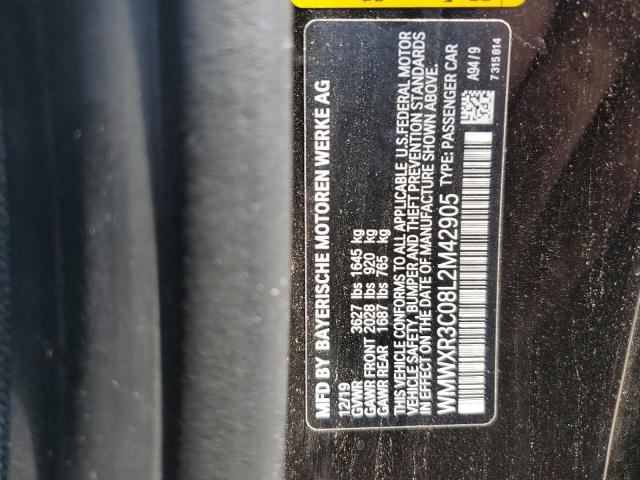 MFD BY BAYERISCHE MOTOREN WERKE AG
12/19
GVWR 3627 lbs 1645 kg
GAWR FRONT 2028 lbs 920 kg
GAWR REAR 1687 lbs 765 kg
THIS VEHICLE CONFORMS TO ALL APPLICABLE U.S.FEDERAL MOTOR
VEHICLE SAFETY, BUMPER AND THEFT PREVENTION STANDARDS
IN EFFECT ON THE DATE OF MANUFACTURE SHOWN ABOVE.
WMWXR3C08L2M42905 TYPE: PASSENGER CAR
A94/9
7 315 814